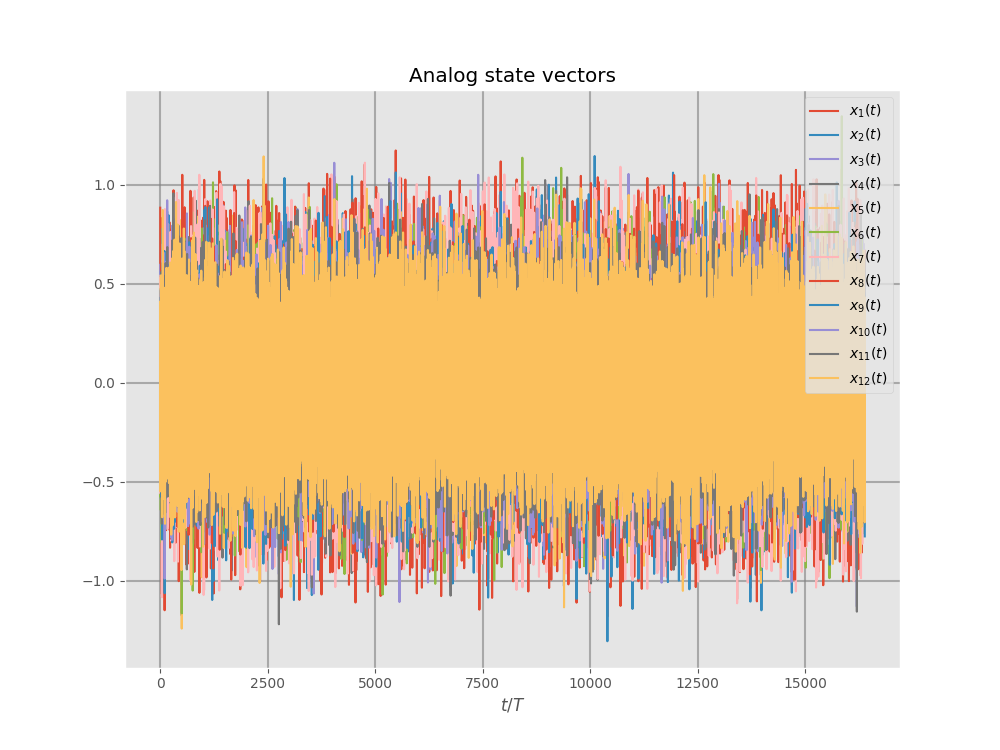 Analog state vectors
x₁(t)
x₂(t)
x₃(t)
x₄(t)
x₅(t)
x₆(t)
x₇(t)
x₈(t)
x₉(t)
x₁₀(t)
x₁₁(t)
x₁₂(t)
1.0
0.5
0.0
−0.5
−1.0
0 2500 5000 7500 10000 12500 15000
t/T